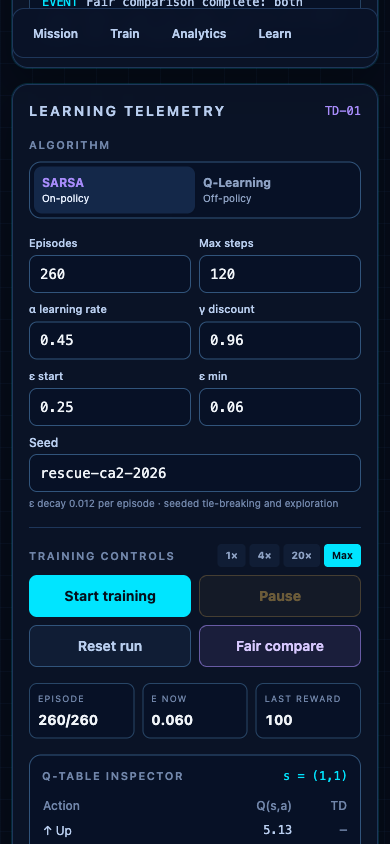 EVENT Fair comparison complete: both
Mission Train Analytics Learn
LEARNING TELEMETRY TD-01
ALGORITHM
SARSA Q-Learning
On-policy Off-policy
Episodes Max steps
260 120
α learning rate γ discount
0.45 0.96
ε start ε min
0.25 0.06
Seed
rescue-ca2-2026
ε decay 0.012 per episode · seeded tie-breaking and exploration
TRAINING CONTROLS 1× 4× 20× Max
Start training Pause
Reset run Fair compare
EPISODE Ε NOW LAST REWARD
260/260 0.060 100
Q-TABLE INSPECTOR s = (1,1)
Action Q(s,a) TD
↑ Up 5.13 —